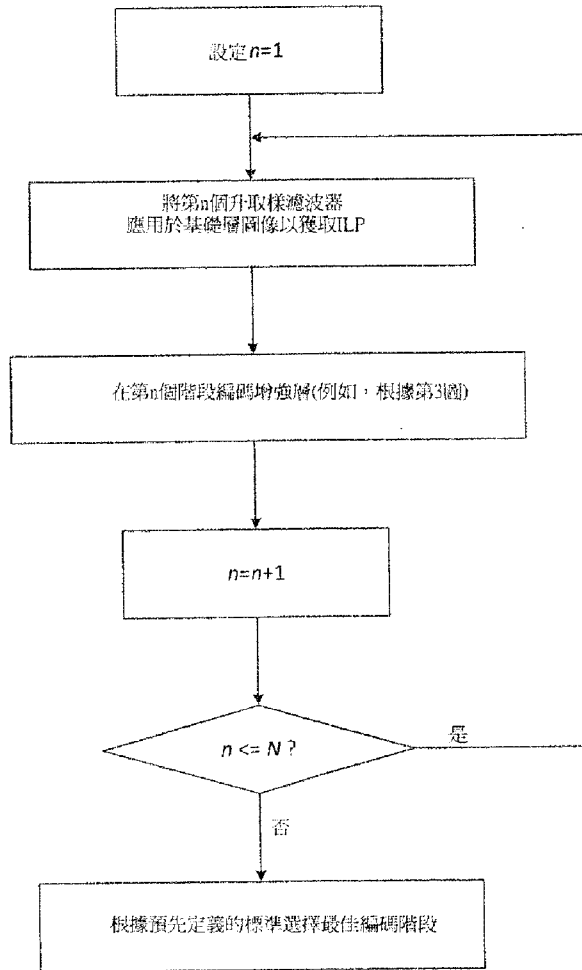 設定n=1
將第n個升取樣濾波器
應用於基礎層圖像以獲取ILP
在第n個階段編碼增強層(例如，根據第3圖)
n=n+1
n <= N ?
是
否
根據預先定義的標準選擇最佳編碼階段